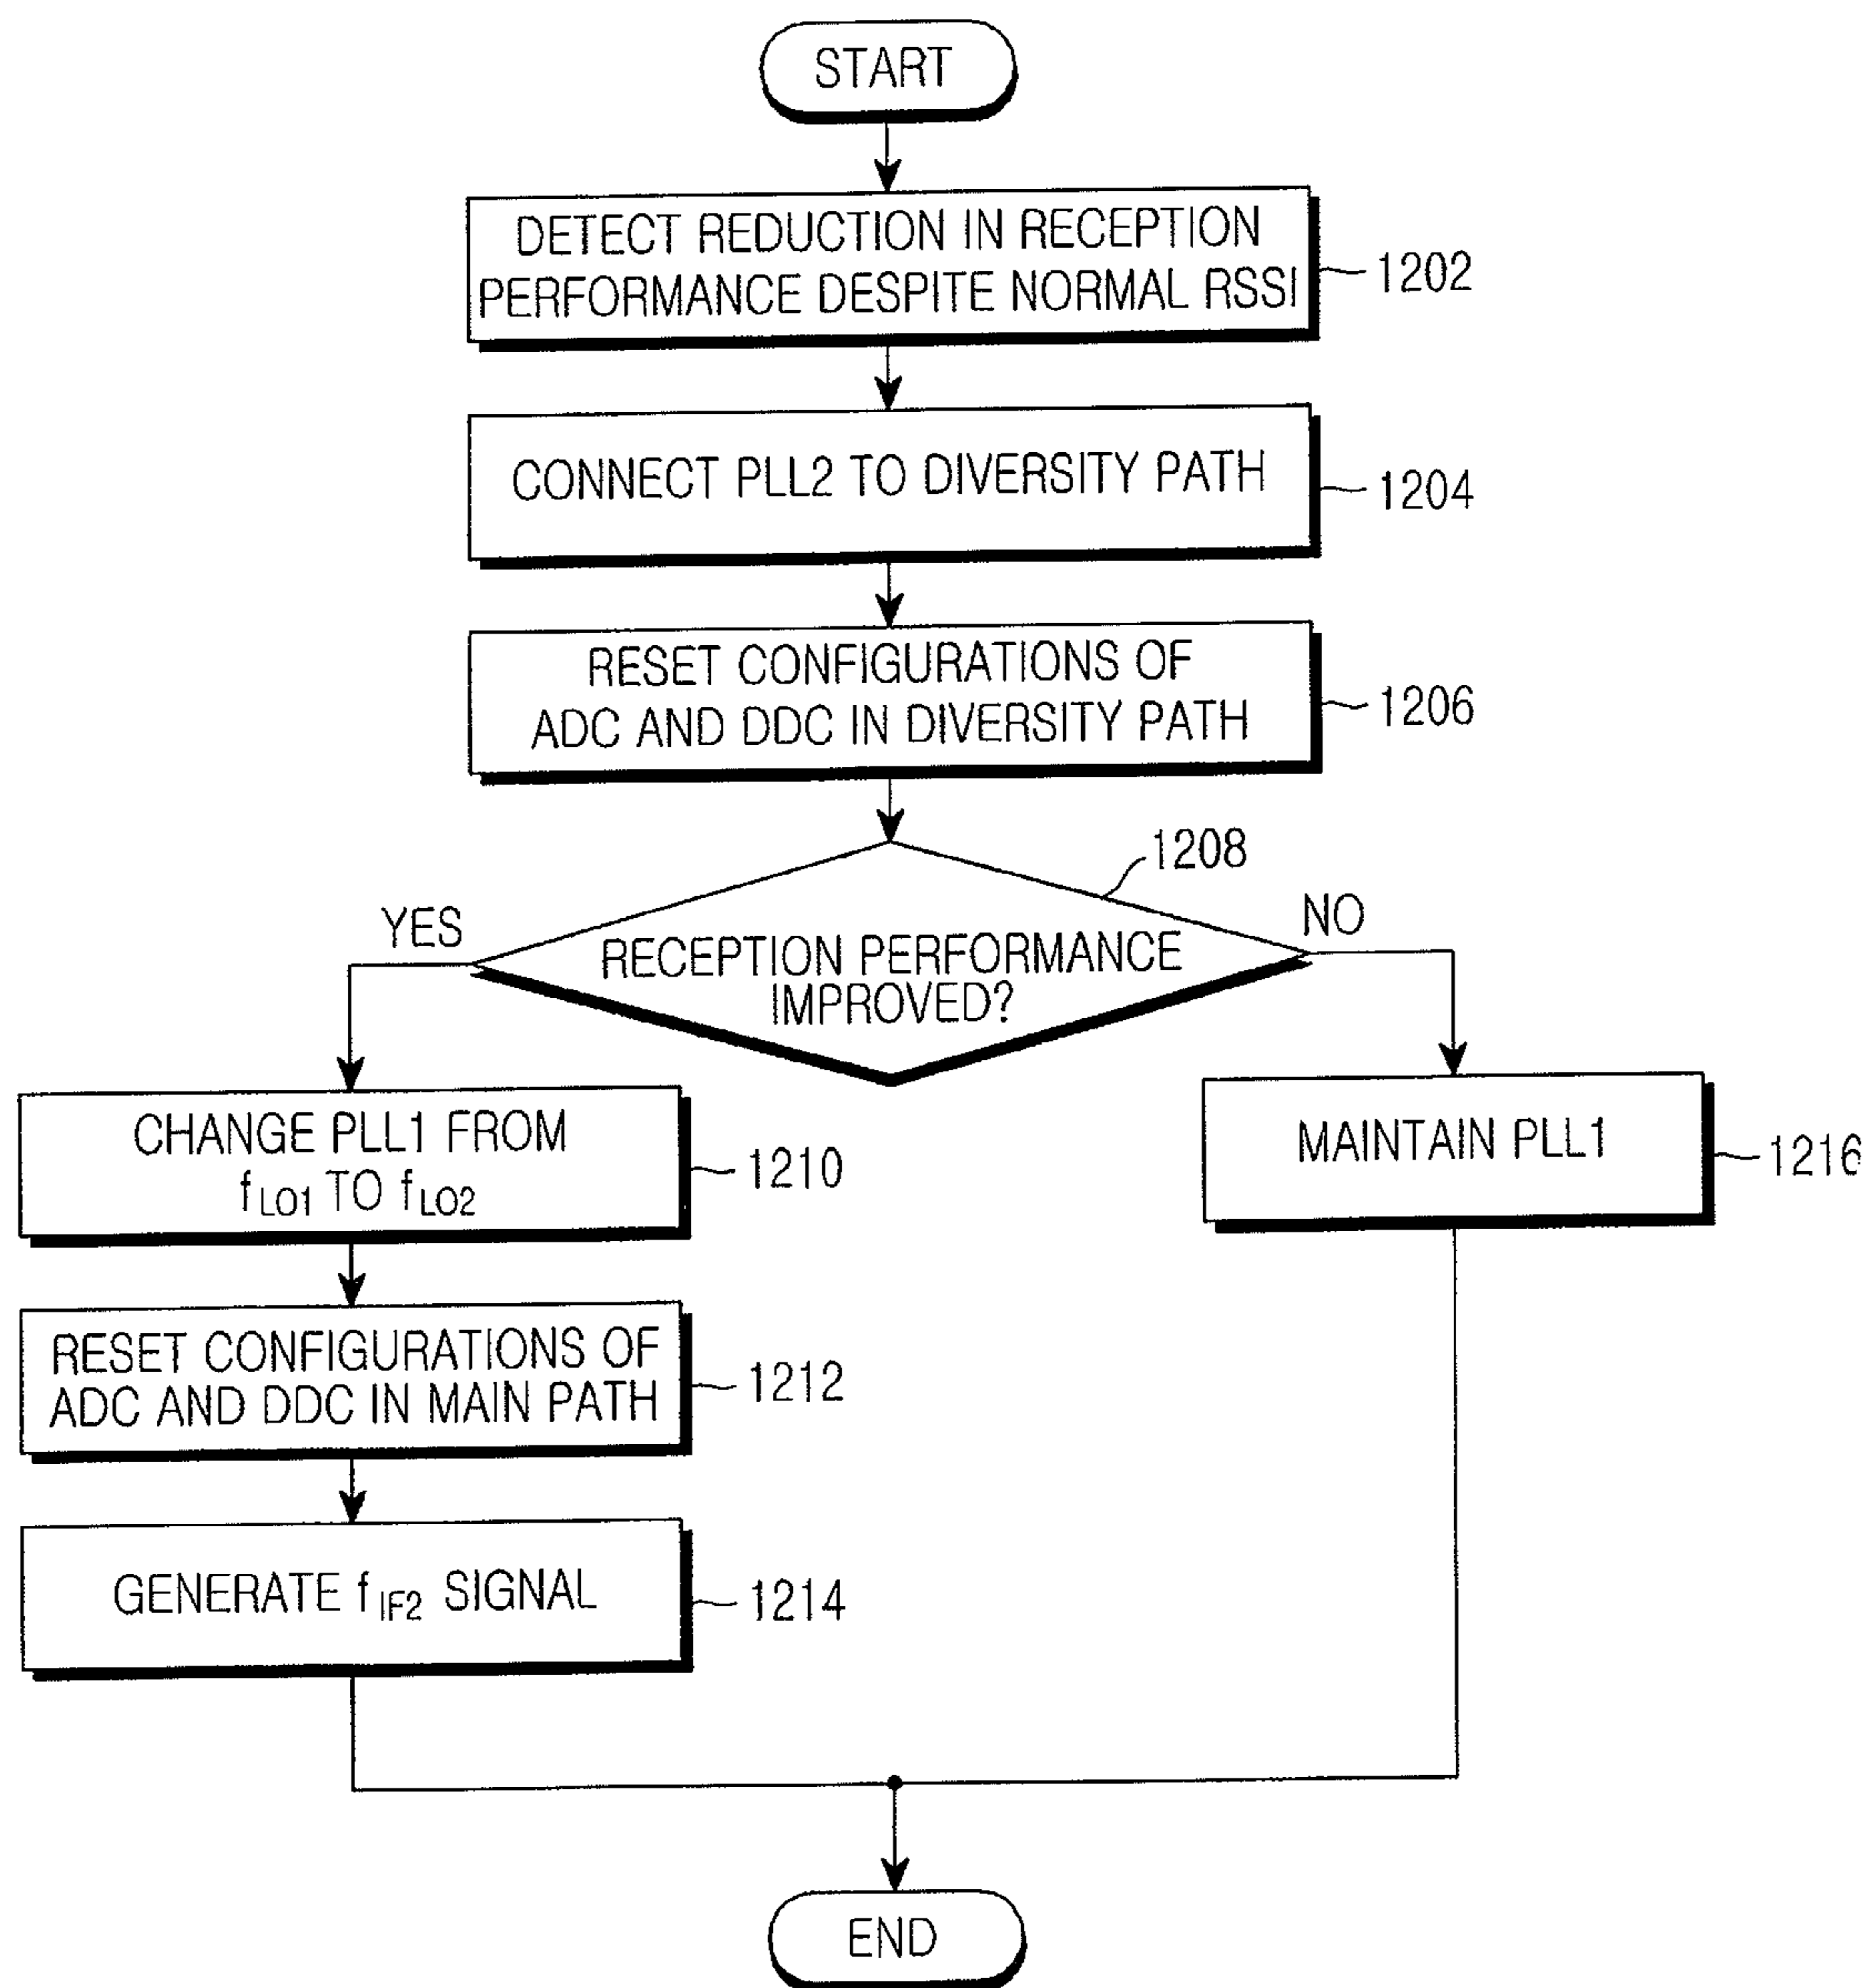 START
DETECT REDUCTION IN RECEPTION
PERFORMANCE DESPITE NORMAL RSSI
1202
CONNECT PLL2 TO DIVERSITY PATH
1204
RESET CONFIGURATIONS OF
ADC AND DDC IN DIVERSITY PATH
1206
1208
YES
NO
RECEPTION PERFORMANCE
IMPROVED?
CHANGE PLL1 FROM
fLO1 TO fLO2
1210
MAINTAIN PLL1
1216
RESET CONFIGURATIONS OF
ADC AND DDC IN MAIN PATH
1212
GENERATE fIF2 SIGNAL
1214
END